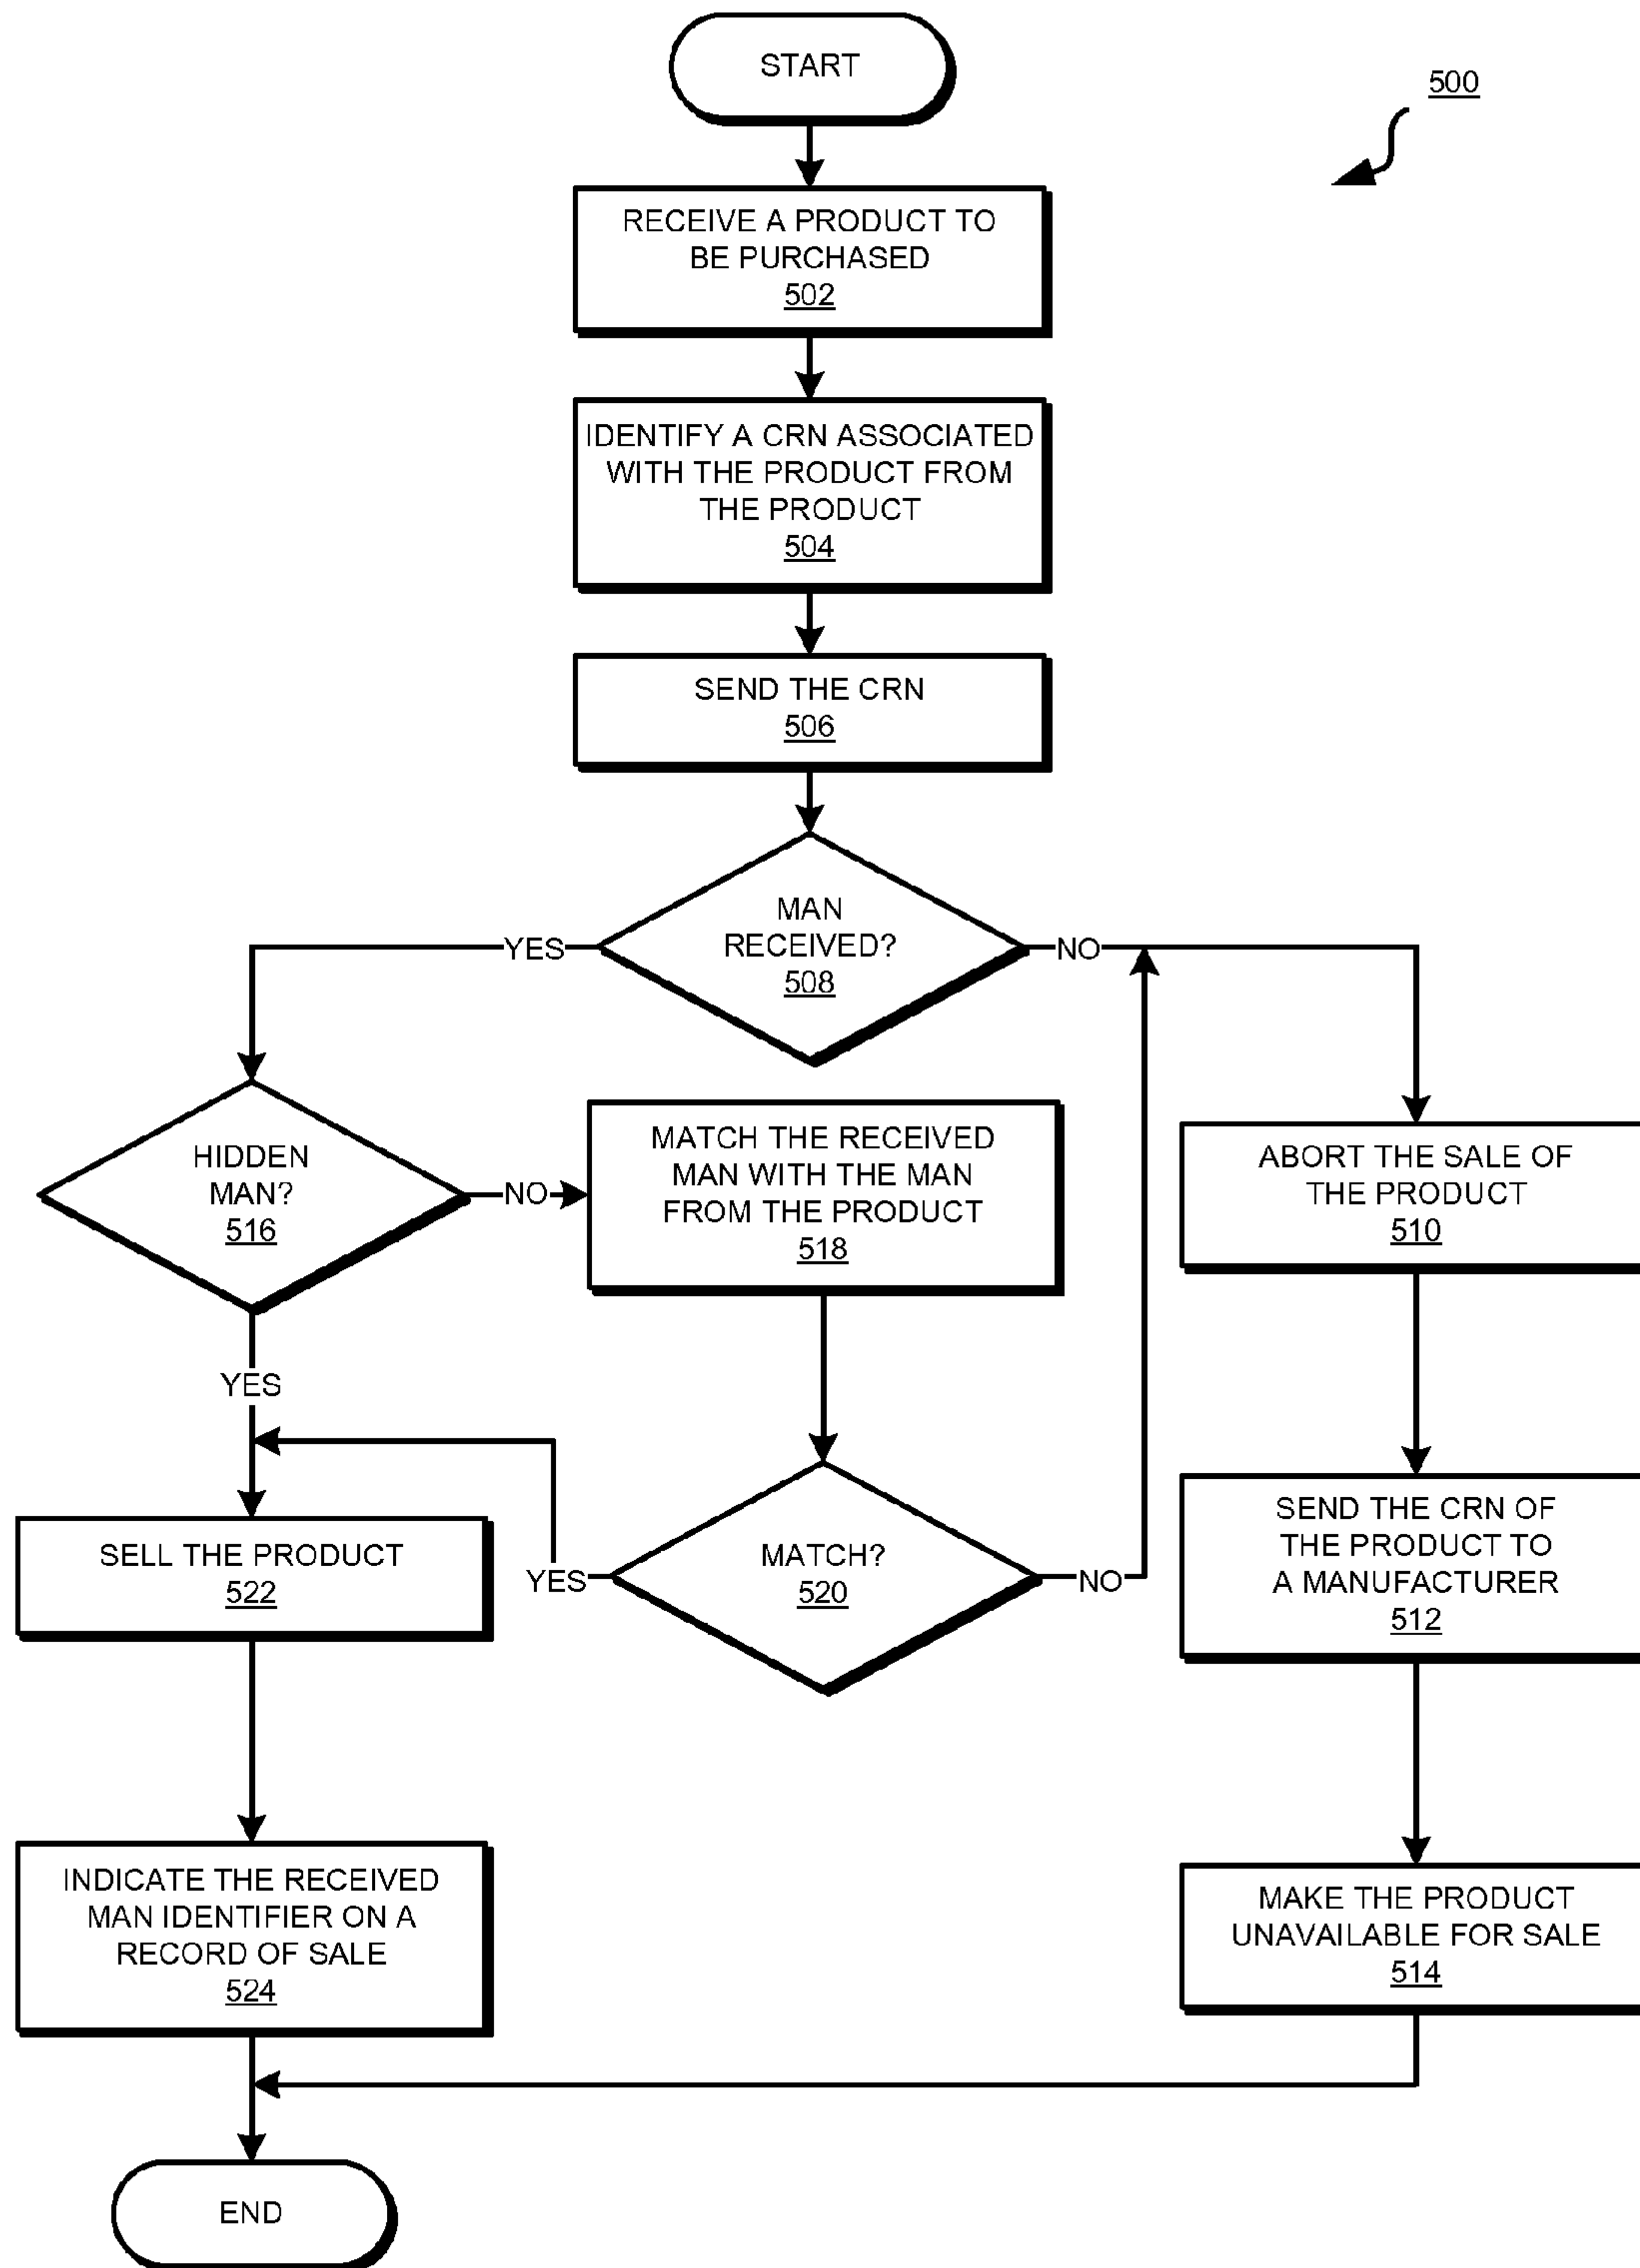 START
500
RECEIVE A PRODUCT TO
BE PURCHASED
502
IDENTIFY A CRN ASSOCIATED
WITH THE PRODUCT FROM
THE PRODUCT
504
SEND THE CRN
506
MAN
RECEIVED?
508
YES
NO
HIDDEN
MAN?
516
NO
YES
MATCH THE RECEIVED
MAN WITH THE MAN
FROM THE PRODUCT
518
ABORT THE SALE OF
THE PRODUCT
510
MATCH?
520
YES
NO
SELL THE PRODUCT
522
SEND THE CRN OF
THE PRODUCT TO
A MANUFACTURER
512
INDICATE THE RECEIVED
MAN IDENTIFIER ON A
RECORD OF SALE
524
MAKE THE PRODUCT
UNAVAILABLE FOR SALE
514
END